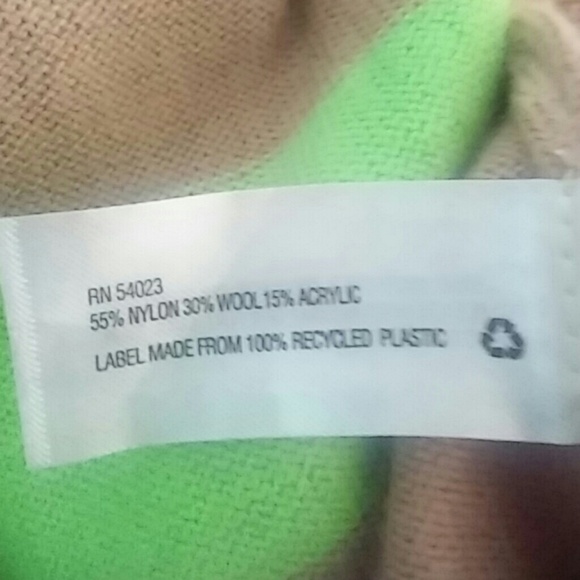 RN 54023
55% NYLON 30% WOOL 15% ACRYLIC
LABEL MADE FROM 100% RECYCLED PLASTIC